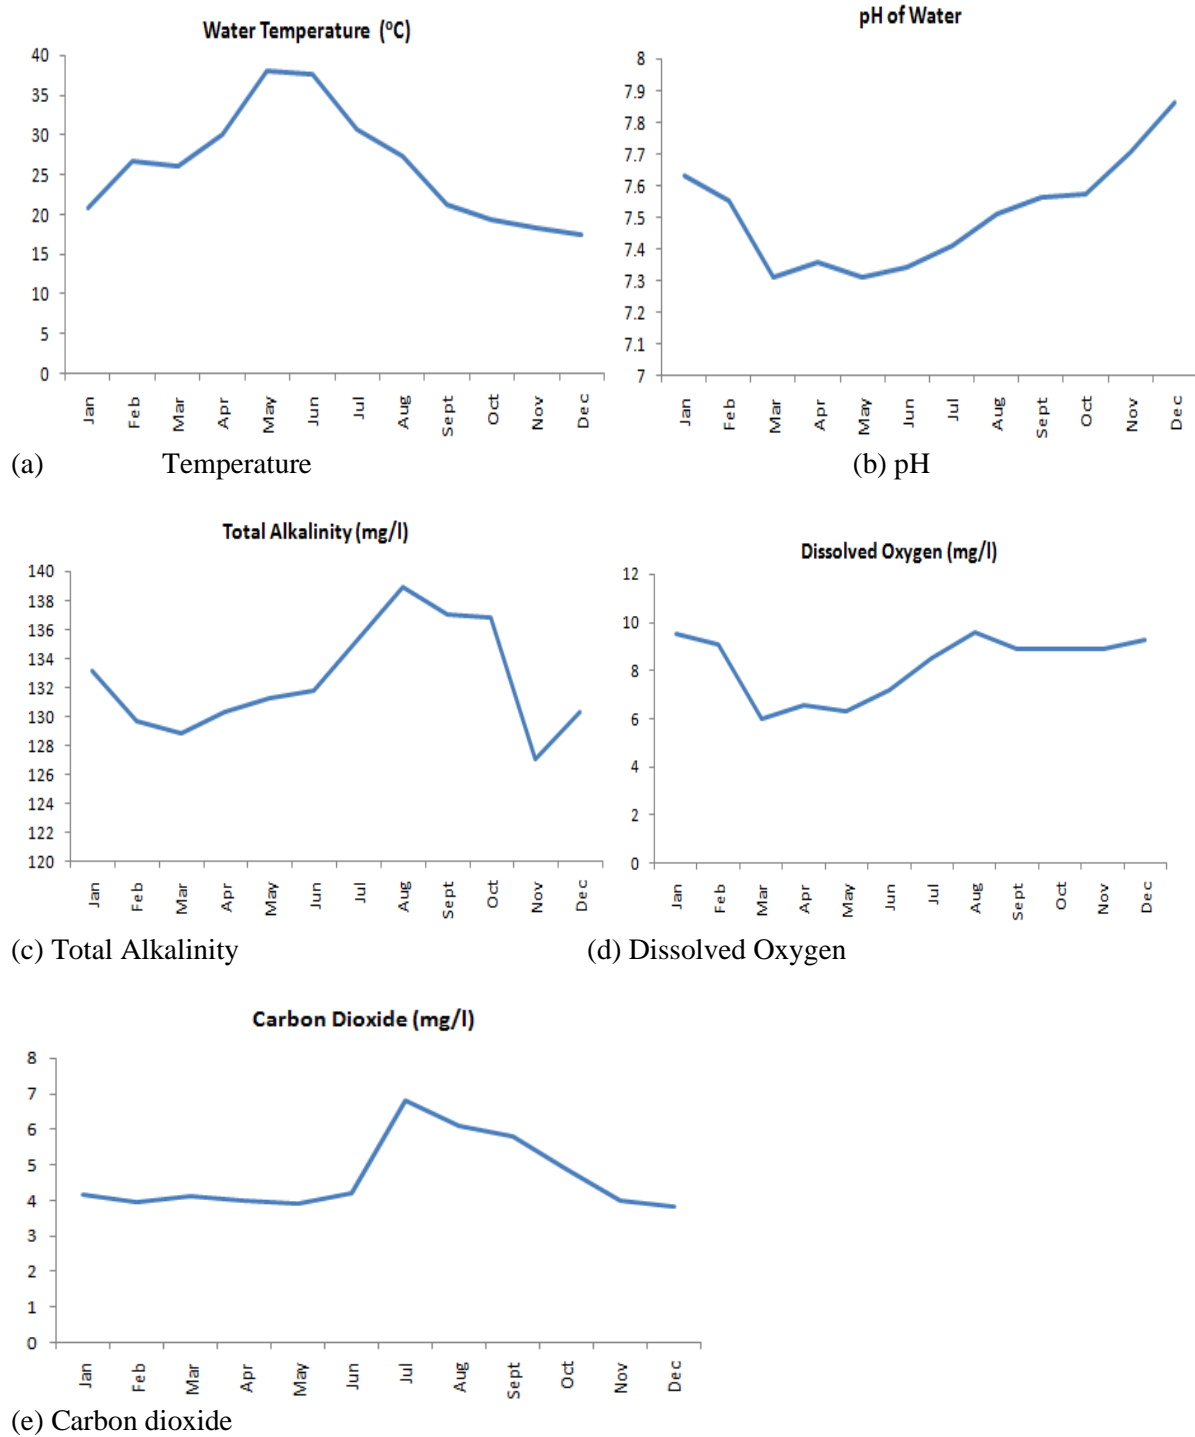 Water Temperature (°C)
40
35
30
25
20
15
10
5
0
Jan
Feb
Mar
Apr
May
Jun
Jul
Aug
Sept
Oct
Nov
Dec
pH of Water
8
7.9
7.8
7.7
7.6
7.5
7.4
7.3
7.2
7.1
7
Jan
Feb
Mar
Apr
May
Jun
Jul
Aug
Sept
Oct
Nov
Dec
(a) Temperature
(b) pH
Total Alkalinity (mg/l)
140
138
136
134
132
130
128
126
124
122
120
Jan
Feb
Mar
Apr
May
Jun
Jul
Aug
Sept
Oct
Nov
Dec
Dissolved Oxygen (mg/l)
12
10
8
6
4
2
0
Jan
Feb
Mar
Apr
May
Jun
Jul
Aug
Sept
Oct
Nov
Dec
(c) Total Alkalinity
(d) Dissolved Oxygen
Carbon Dioxide (mg/l)
8
7
6
5
4
3
2
1
0
Jan
Feb
Mar
Apr
May
Jun
Jul
Aug
Sept
Oct
Nov
Dec
(e) Carbon dioxide